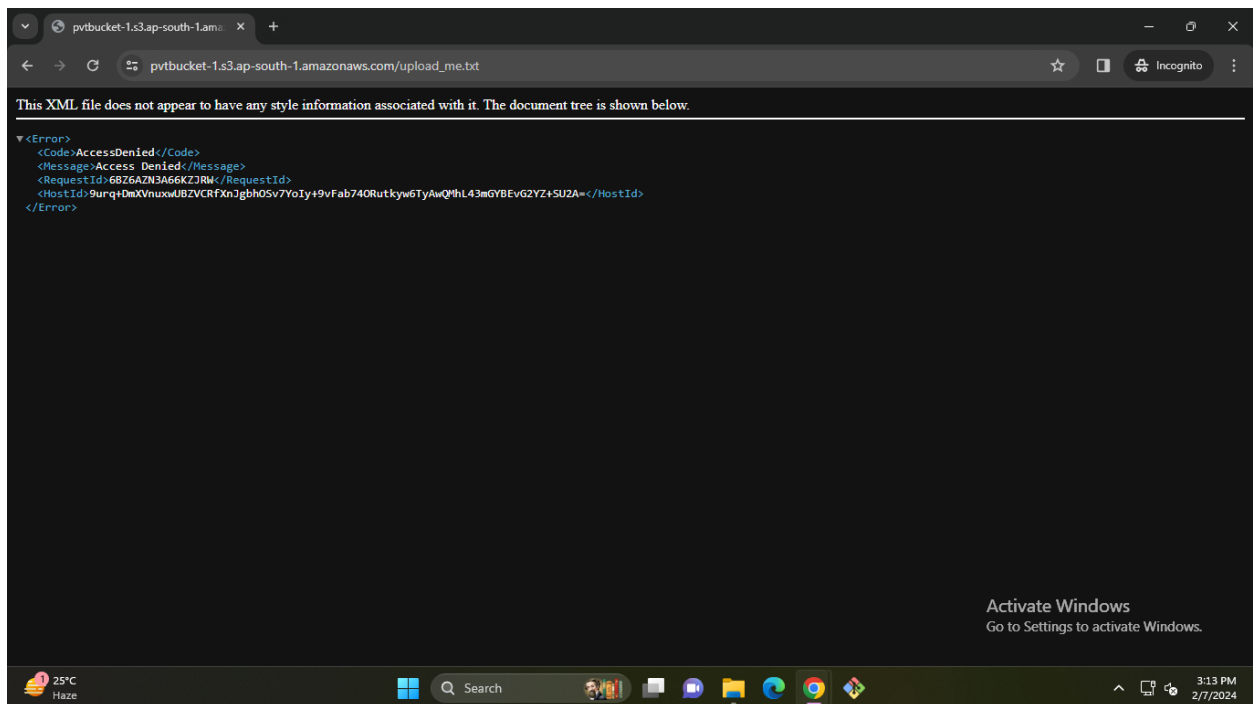 pvtbucket-1.s3.ap-south-1.ama
pvtbucket-1.s3.ap-south-1.amazonaws.com/upload_me.txt
Incognito
This XML file does not appear to have any style information associated with it. The document tree is shown below.
<Error>
<Code>AccessDenied</Code>
<Message>Access Denied</Message>
<RequestId>6BZ6AZN3A66KZJRW</RequestId>
<HostId>9urq+DmXVnuxwUBZVCRfXnJgbhOSv7YoIy+9vFab74ORutkyw6TyAwQMhL43mGYBEvG2YZ+SU2A=</HostId>
</Error>
Activate Windows
Go to Settings to activate Windows.
1
25°C
Haze
Search
3:13 PM
2/7/2024